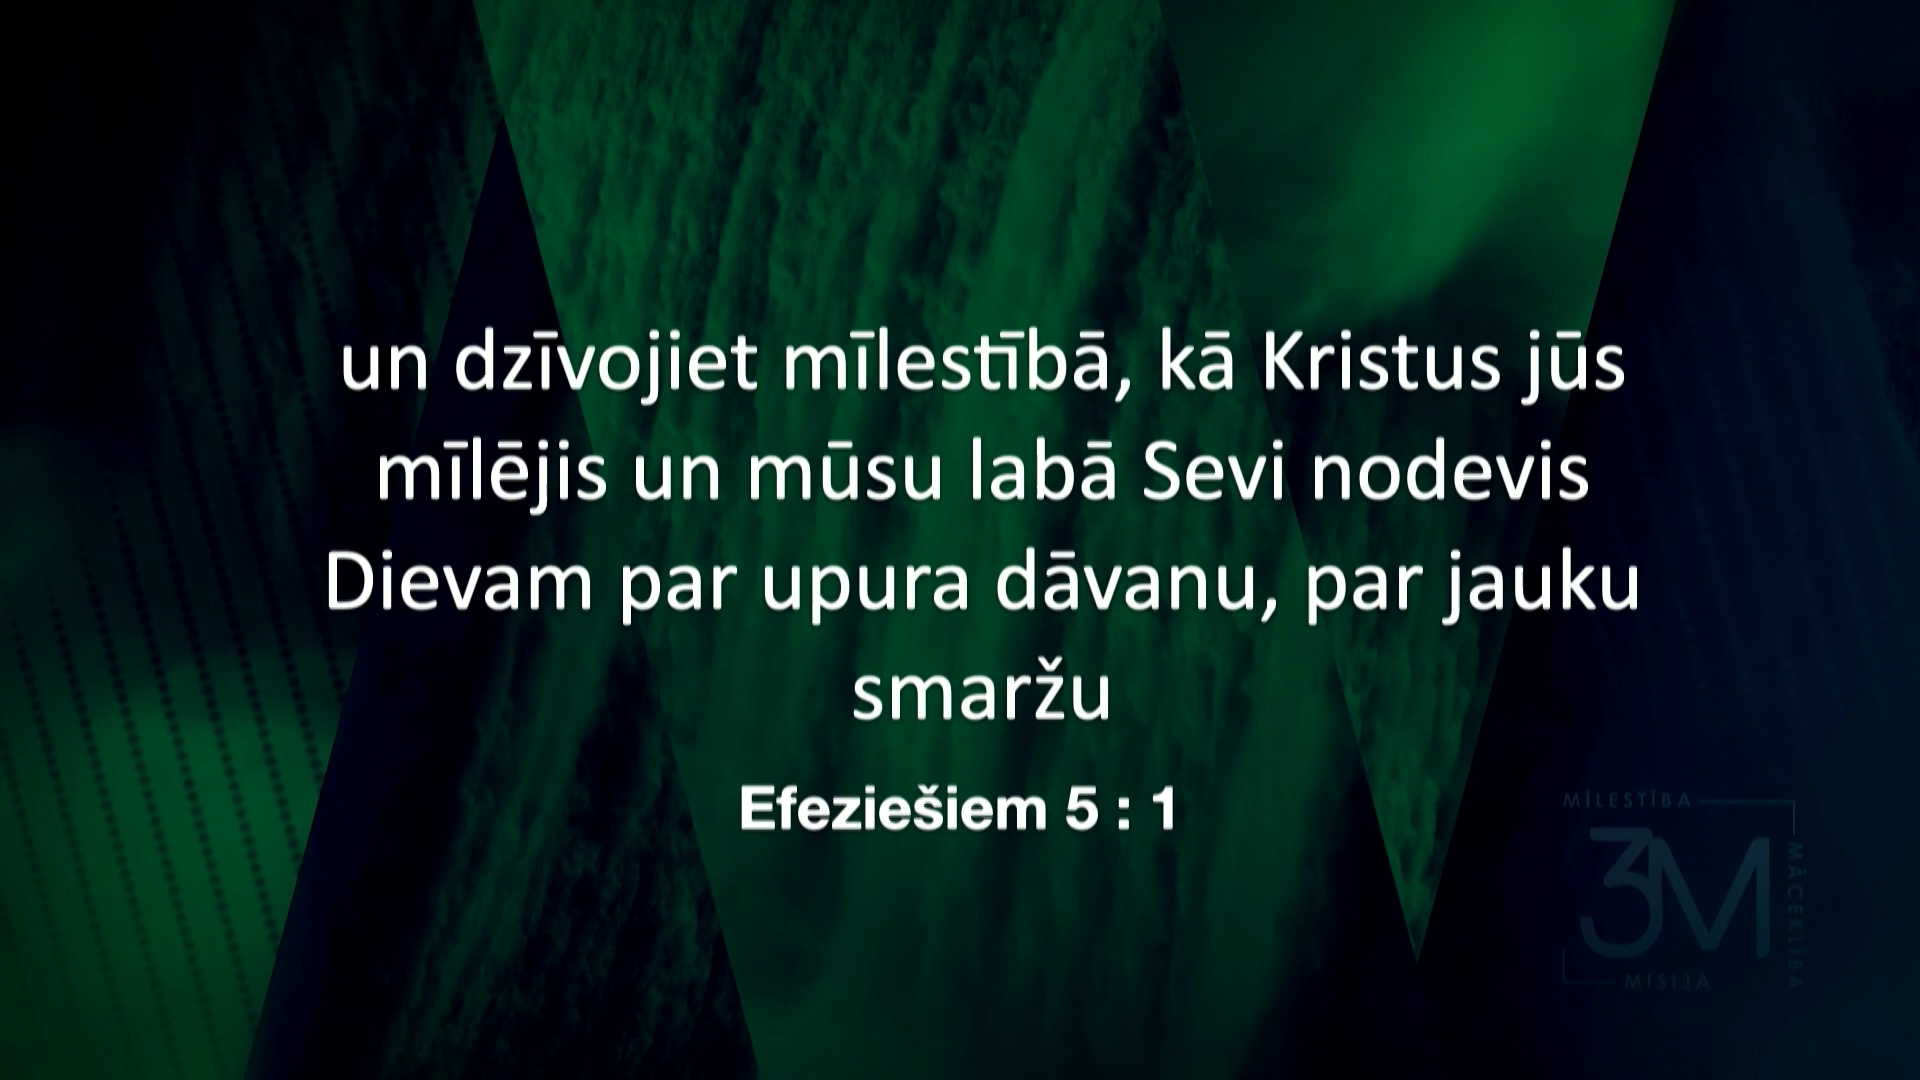 un dzīvojiet mīlestībā, kā Kristus jūs
mīlējis un mūsu labā Sevi nodevis
Dievam par upura dāvanu, par jauku
smaržu
Efeziešiem 5 : 1
MĪLESTĪBA
3M
MĀCEKLĪBA
MISIJA